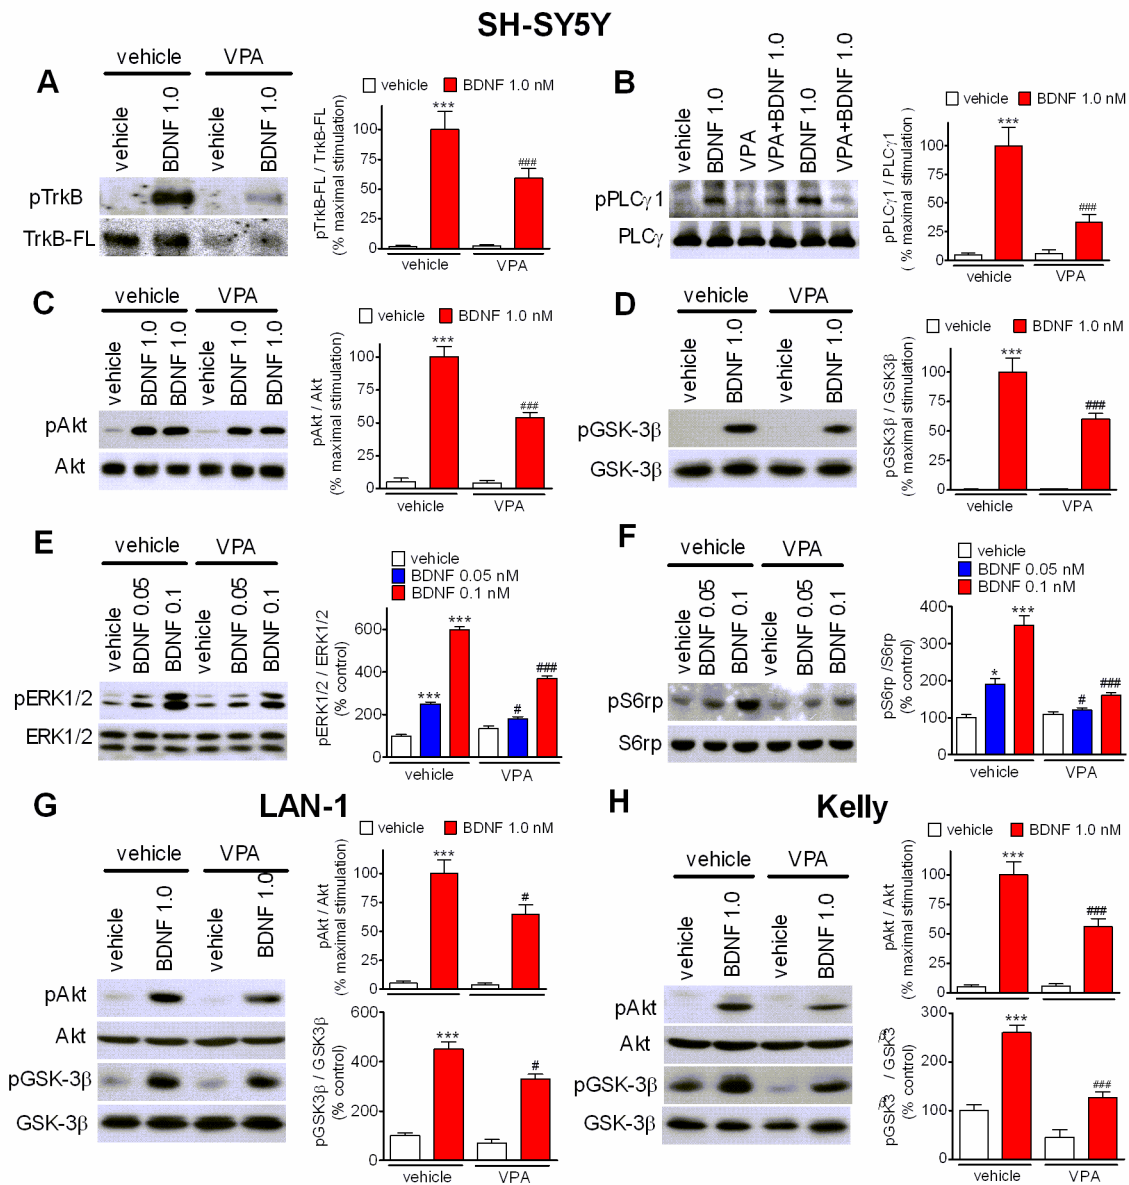 SH-SY5Y
A
vehicle VPA
vehicle
BDNF 1.0
vehicle
BDNF 1.0
pTrkB
TrkB-FL
vehicle BDNF 1.0 nM
pTrkB-FL / TrkB-FL
(% maximal stimulation)
100
75
50
25
0
***
###
vehicle VPA
B
vehicle
BDNF 1.0
VPA
VPA+BDNF 1.0
BDNF 1.0
VPA+BDNF 1.0
pPLCγ1
PLCγ
vehicle BDNF 1.0 nM
pPLCγ1 / PLCγ1
( % maximal stimulation)
100
75
50
25
0
***
###
vehicle VPA
C
vehicle VPA
vehicle
BDNF 1.0
BDNF 1.0
vehicle
BDNF 1.0
BDNF 1.0
pAkt
Akt
vehicle BDNF 1.0 nM
pAkt / Akt
(% maximal stimulation)
100
75
50
25
0
***
###
vehicle VPA
D
vehicle VPA
vehicle
BDNF 1.0
vehicle
BDNF 1.0
pGSK-3β
GSK-3β
vehicle BDNF 1.0 nM
pGSK3β / GSK3β
(% maximal stimulation)
100
75
50
25
0
***
###
vehicle VPA
E
vehicle VPA
vehicle
BDNF 0.05
BDNF 0.1
vehicle
BDNF 0.05
BDNF 0.1
pERK1/2
ERK1/2
vehicle
BDNF 0.05 nM
BDNF 0.1 nM
pERK1/2 / ERK1/2
(% control)
600
400
200
0
***
***
#
###
vehicle VPA
F
vehicle VPA
vehicle
BDNF 0.05
BDNF 0.1
vehicle
BDNF 0.05
BDNF 0.1
pS6rp
S6rp
vehicle
BDNF 0.05 nM
BDNF 0.1 nM
pS6rp /S6rp
(% control)
400
300
200
100
0
*
***
#
###
vehicle VPA
G
LAN-1
vehicle VPA
vehicle
BDNF 1.0
vehicle
BDNF 1.0
pAkt
Akt
pGSK-3β
GSK-3β
vehicle BDNF 1.0 nM
pAkt / Akt
(% maximal stimulation)
100
75
50
25
0
***
#
pGSK3β / GSK3β
(% control)
600
400
200
0
***
#
vehicle VPA
H
Kelly
vehicle VPA
vehicle
BDNF 1.0
vehicle
BDNF 1.0
pAkt
Akt
pGSK-3β
GSK-3β
vehicle BDNF 1.0 nM
pAkt / Akt
(% maximal stimulation)
100
75
50
25
0
***
###
pGSK3β / GSK3β
(% control)
300
200
100
0
***
###
vehicle VPA